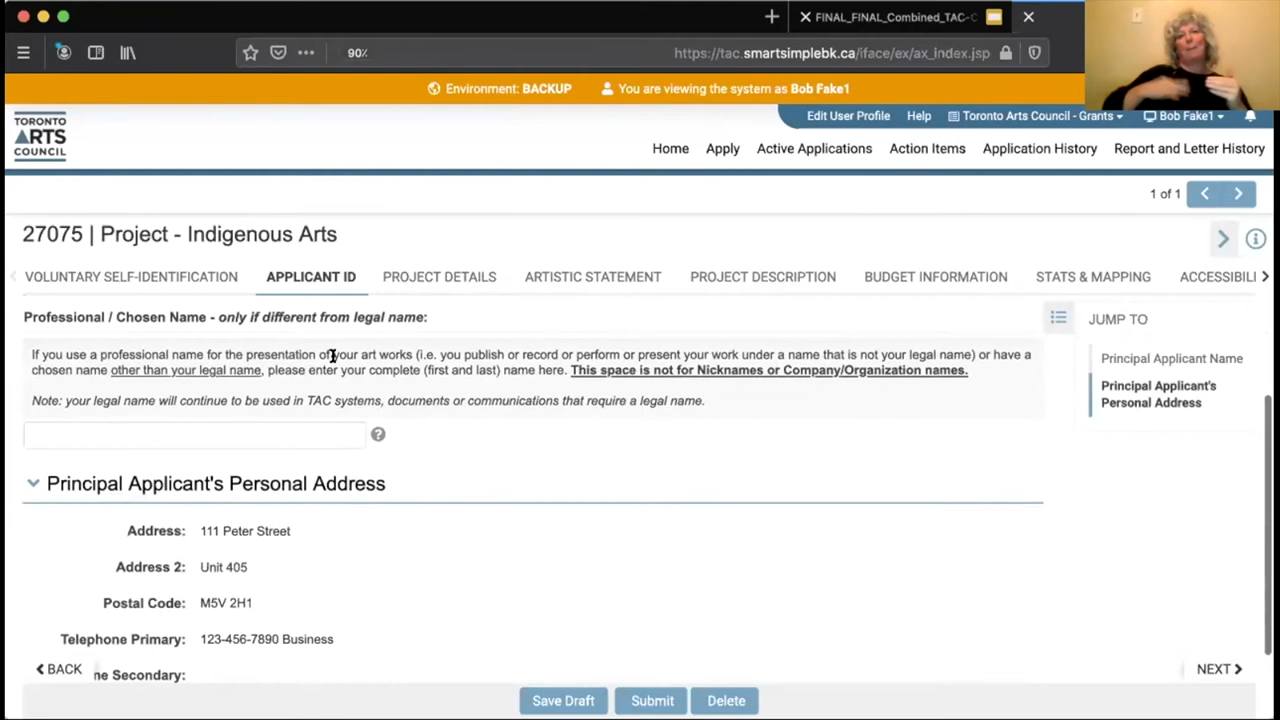 FINAL_FINAL_Combined_TAC-C
90%
https://tac.smartsimplebk.ca/iface/ex/ax_index.jsp
Environment: BACKUP
You are viewing the system as Bob Fake1
TORONTO
ARTS
COUNCIL
Edit User Profile
Help
Toronto Arts Council - Grants
Bob Fake1
Home
Apply
Active Applications
Action Items
Application History
Report and Letter History
1 of 1
27075 | Project - Indigenous Arts
VOLUNTARY SELF-IDENTIFICATION
APPLICANT ID
PROJECT DETAILS
ARTISTIC STATEMENT
PROJECT DESCRIPTION
BUDGET INFORMATION
STATS & MAPPING
ACCESSIBILI
Professional / Chosen Name - only if different from legal name:
If you use a professional name for the presentation of your art works (i.e. you publish or record or perform or present your work under a name that is not your legal name) or have a
chosen name other than your legal name, please enter your complete (first and last) name here. This space is not for Nicknames or Company/Organization names.
Note: your legal name will continue to be used in TAC systems, documents or communications that require a legal name.
JUMP TO
Principal Applicant Name
Principal Applicant's
Personal Address
Principal Applicant's Personal Address
Address: 111 Peter Street
Address 2: Unit 405
Postal Code: M5V 2H1
Telephone Primary: 123-456-7890 Business
BACK
ne Secondary:
NEXT
Save Draft
Submit
Delete